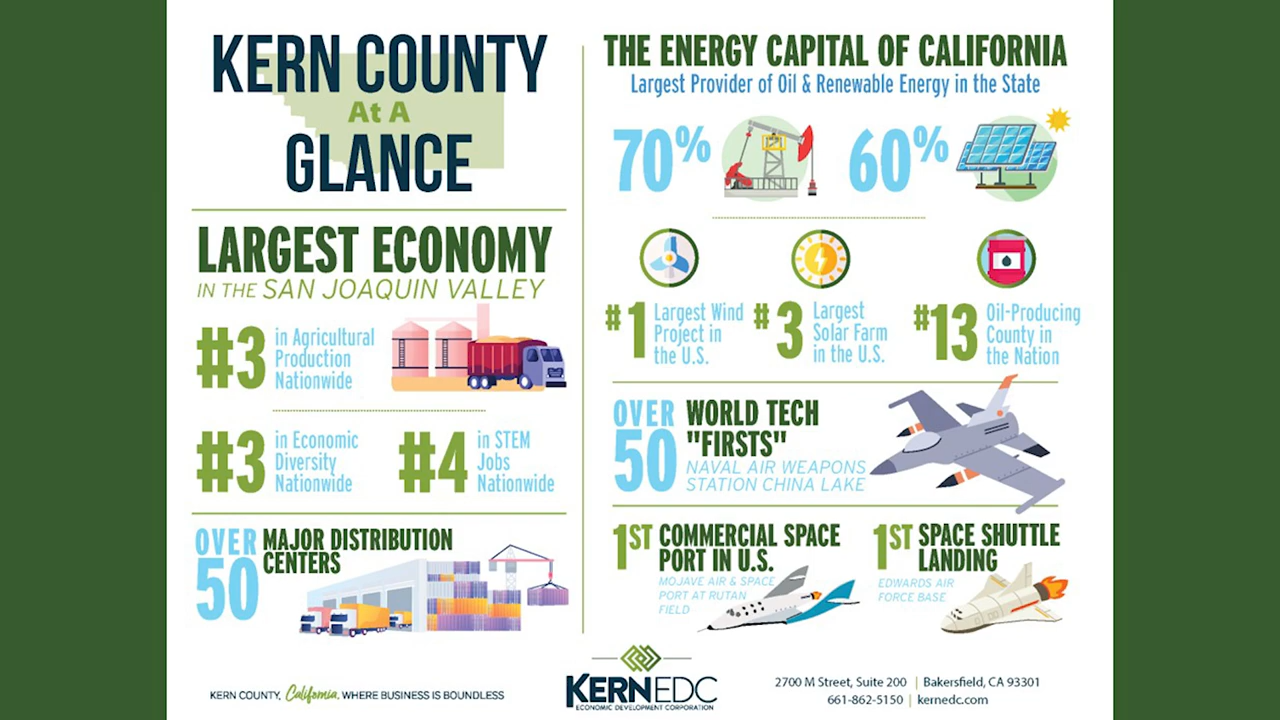 KERN COUNTY
At A
GLANCE
LARGEST ECONOMY
IN THE SAN JOAQUIN VALLEY
#3 in Agricultural
Production
Nationwide
#3 in Economic
Diversity
Nationwide
#4 in STEM
Jobs
Nationwide
OVER
50
MAJOR DISTRIBUTION
CENTERS
THE ENERGY CAPITAL OF CALIFORNIA
Largest Provider of Oil & Renewable Energy in the State
70%
60%
#1 Largest Wind
Project in
the U.S.
#3 Largest
Solar Farm
in the U.S.
#13 Oil-Producing
County in
the Nation
OVER
50
WORLD TECH
"FIRSTS"
NAVAL AIR WEAPONS
STATION CHINA LAKE
1ST COMMERCIAL SPACE
PORT IN U.S.
MOJAVE AIR & SPACE
PORT AT RUTAN
FIELD
1ST SPACE SHUTTLE
LANDING
EDWARDS AIR
FORCE BASE
KERN COUNTY, California, WHERE BUSINESS IS BOUNDLESS
KERNEDC
ECONOMIC DEVELOPMENT CORPORATION
2700 M Street, Suite 200 | Bakersfield, CA 93301
661-862-5150 | kernedc.com